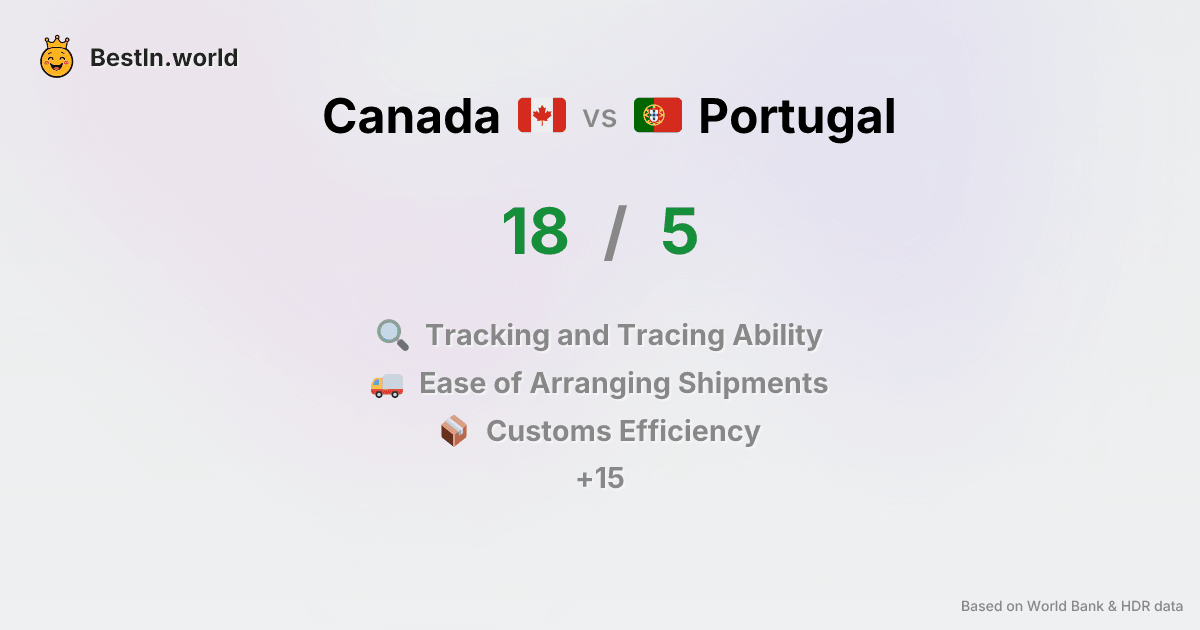 BestIn.world
Canada vs Portugal
18 / 5
Tracking and Tracing Ability
Ease of Arranging Shipments
Customs Efficiency
+15
Based on World Bank & HDR data